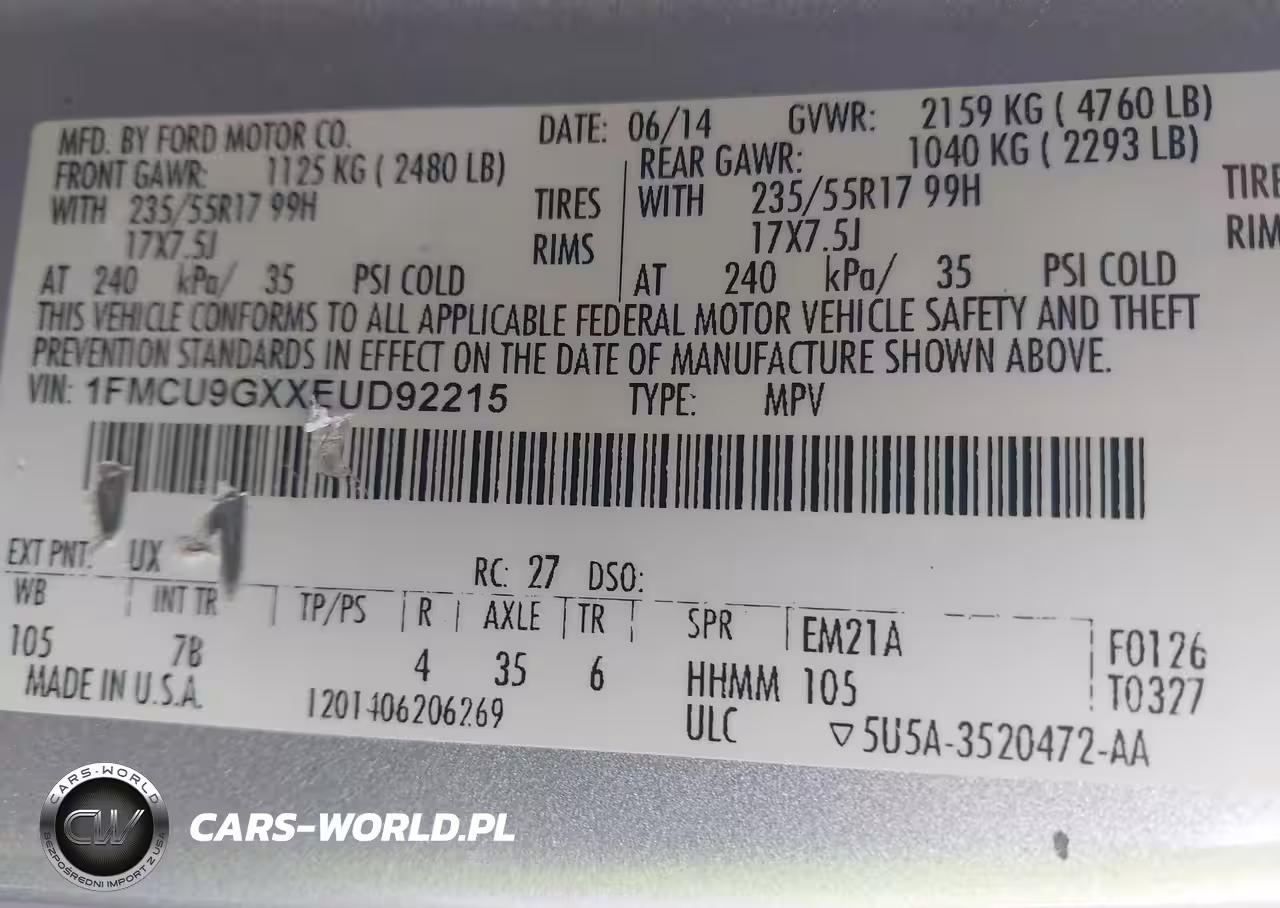 MFD. BY FORD MOTOR CO. DATE: 06/14 GVWR: 2159 KG ( 4760 LB)
FRONT GAWR: 1125 KG ( 2480 LB) REAR GAWR: 1040 KG ( 2293 LB)
WITH 235/55R17 99H TIRES WITH 235/55R17 99H TIRE
17X7.5J RIMS 17X7.5J RIM
AT 240 kPa/ 35 PSI COLD AT 240 kPa/ 35 PSI COLD
THIS VEHICLE CONFORMS TO ALL APPLICABLE FEDERAL MOTOR VEHICLE SAFETY AND THEFT
PREVENTION STANDARDS IN EFFECT ON THE DATE OF MANUFACTURE SHOWN ABOVE.
VIN: 1FMCU9GXXEUD92215 TYPE: MPV
EXT PNT: UX RC: 27 DSO:
WB INT TR TP/PS R AXLE TR SPR EM21A F0126
105 7B 4 35 6 HHMM 105 T0327
MADE IN U.S.A. 1201406206269 ULC ▽5U5A-3520472-AA
CARS-WORLD
CW
BEZPOŚREDNI IMPORT Z USA
CARS-WORLD.PL